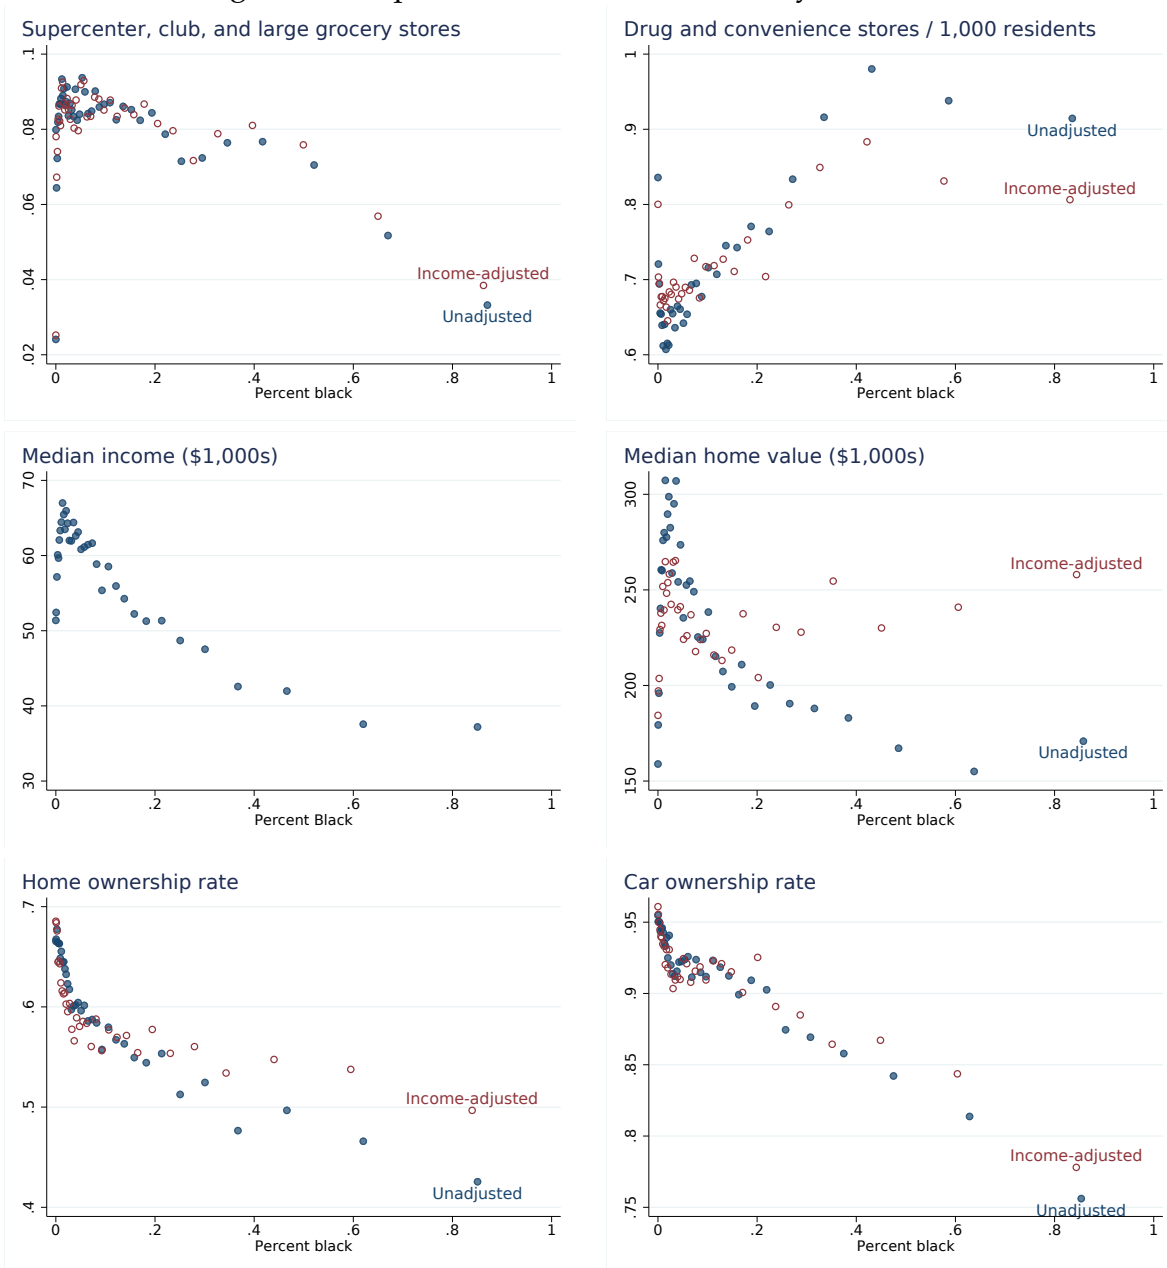 Supercenter, club, and large grocery stores
.1
.08
.06
.04
.02
Income-adjusted
Unadjusted
0 .2 .4 .6 .8 1
Percent black
Drug and convenience stores / 1,000 residents
1
.9
.8
.7
.6
Unadjusted
Income-adjusted
0 .2 .4 .6 .8 1
Percent black
Median income ($1,000s)
70
60
50
40
30
0 .2 .4 .6 .8 1
Percent Black
Median home value ($1,000s)
300
250
200
150
Income-adjusted
Unadjusted
0 .2 .4 .6 .8 1
Percent black
Home ownership rate
.7
.6
.5
.4
Income-adjusted
Unadjusted
0 .2 .4 .6 .8 1
Percent black
Car ownership rate
.95
.9
.85
.8
.75
Income-adjusted
Unadjusted
0 .2 .4 .6 .8 1
Percent black